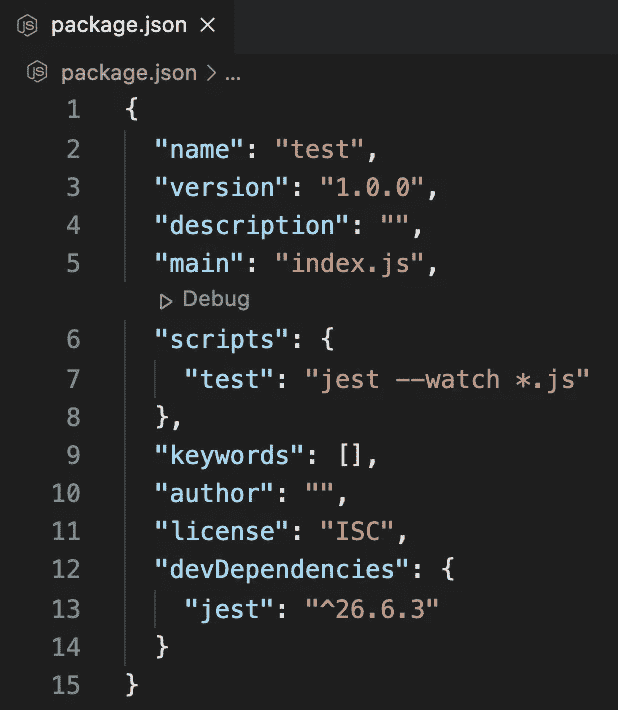 package.json ×
package.json > ...
1 {
2 "name": "test",
3 "version": "1.0.0",
4 "description": "",
5 "main": "index.js",
Debug
6 "scripts": {
7 "test": "jest --watch *.js"
8 },
9 "keywords": [],
10 "author": "",
11 "license": "ISC",
12 "devDependencies": {
13 "jest": "^26.6.3"
14 }
15 }